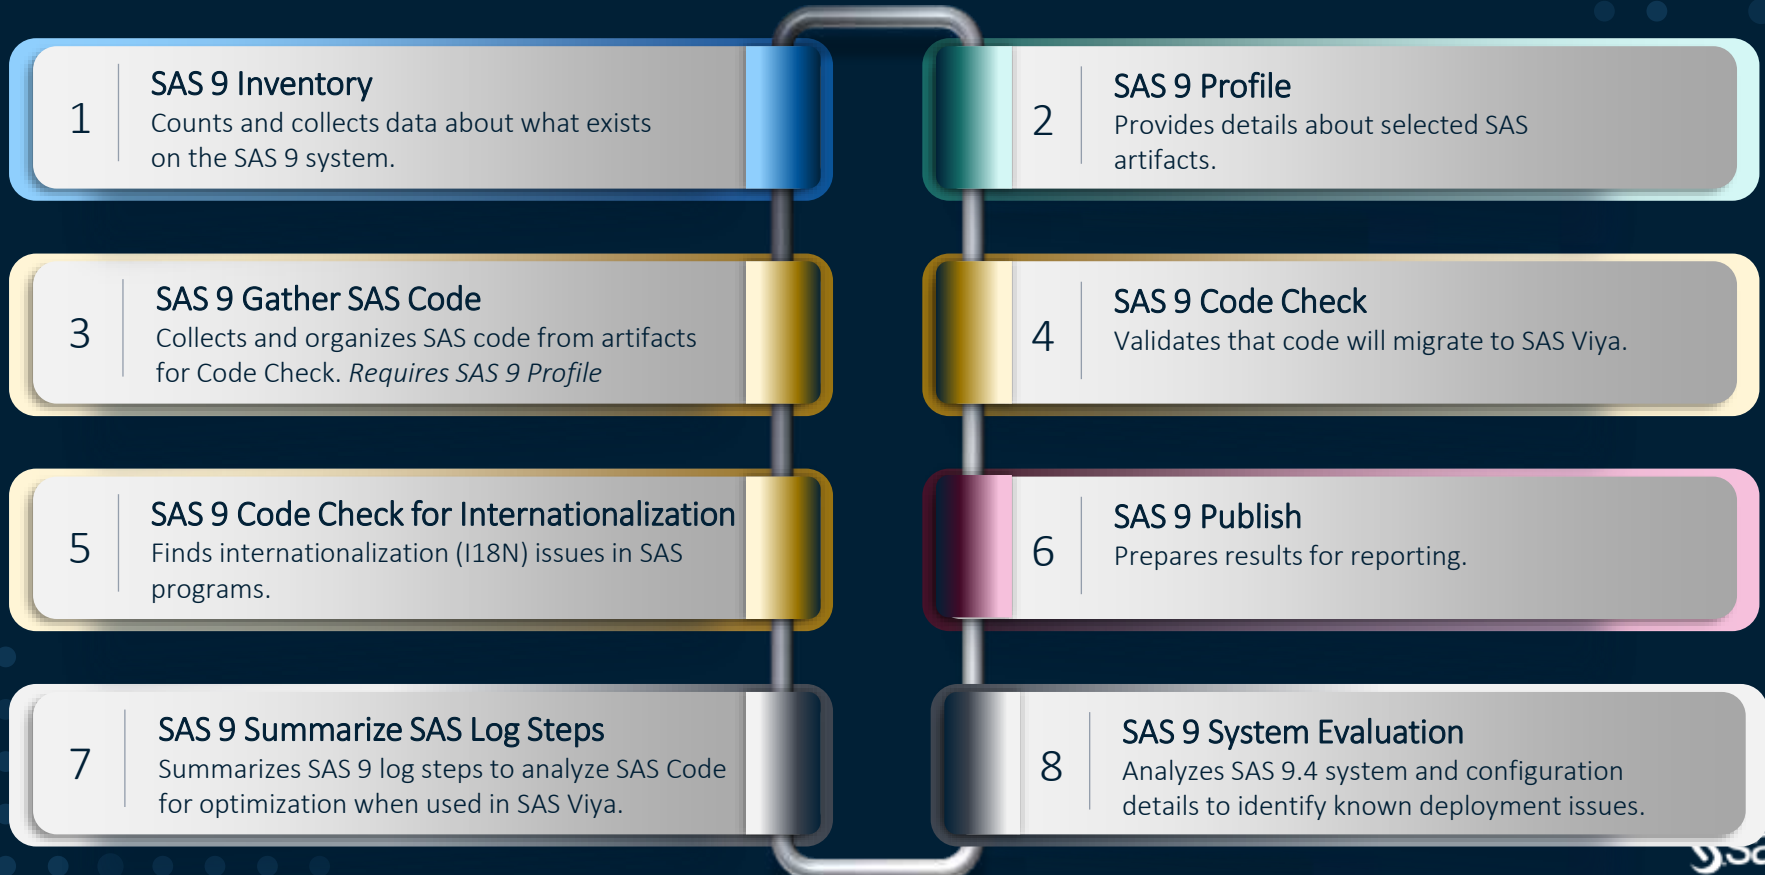 1
SAS 9 Inventory
Counts and collects data about what exists
on the SAS 9 system.
2
SAS 9 Profile
Provides details about selected SAS
artifacts.
3
SAS 9 Gather SAS Code
Collects and organizes SAS code from artifacts
for Code Check. Requires SAS 9 Profile
4
SAS 9 Code Check
Validates that code will migrate to SAS Viya.
5
SAS 9 Code Check for Internationalization
Finds internationalization (I18N) issues in SAS
programs.
6
SAS 9 Publish
Prepares results for reporting.
7
SAS 9 Summarize SAS Log Steps
Summarizes SAS 9 log steps to analyze SAS Code
for optimization when used in SAS Viya.
8
SAS 9 System Evaluation
Analyzes SAS 9.4 system and configuration
details to identify known deployment issues.